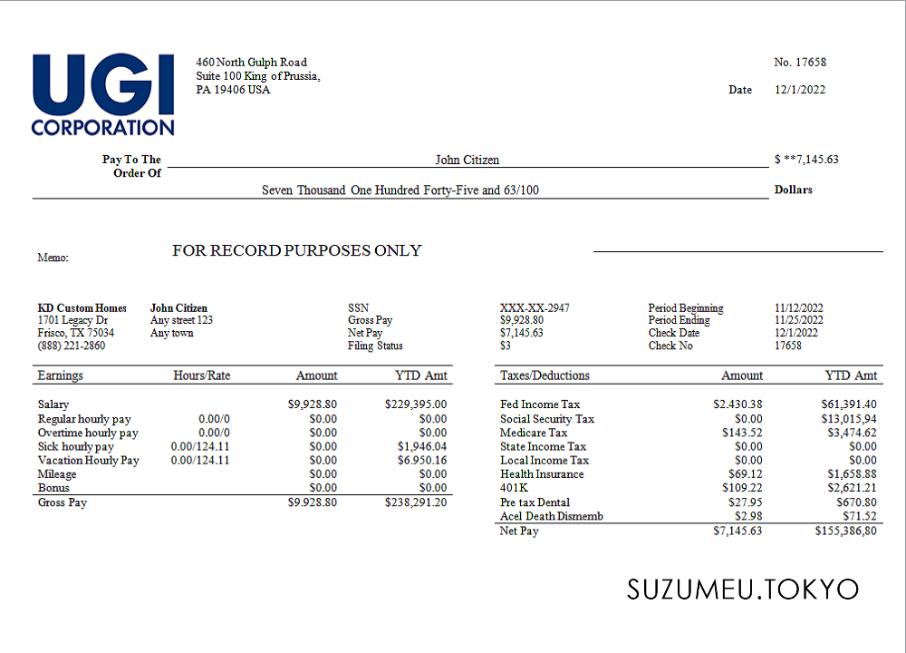 UGI
CORPORATION
460 North Gulph Road
Suite 100 King of Prussia,
PA 19406 USA
No. 17658
Date 12/1/2022
Pay To The
Order Of
John Citizen
$ **7,145.63
Seven Thousand One Hundred Forty-Five and 63/100
Dollars
Memo:
FOR RECORD PURPOSES ONLY
KD Custom Homes John Citizen SSN XXX-XX-2947 Period Beginning 11/12/2022
1701 Legacy Dr Any street 123 Gross Pay $9,928.80 Period Ending 11/25/2022
Frisco, TX 75034 Any town Net Pay $7,145.63 Check Date 12/1/2022
(888) 221-2860 Filing Status $3 Check No 17658
Earnings Hours/Rate Amount YTD Amt Taxes/Deductions Amount YTD Amt
Salary $9,928.80 $229,395.00 Fed Income Tax $2.430.38 $61,391.40
Regular hourly pay 0.00/0 $0.00 $0.00 Social Security Tax $0.00 $13,015,94
Overtime hourly pay 0.00/0 $0.00 $0.00 Medicare Tax $143.52 $3,474.62
Sick hourly pay 0.00/124.11 $0.00 $1,946.04 State Income Tax $0.00 $0.00
Vacation Hourly Pay 0.00/124.11 $0.00 $6.950.16 Local Income Tax $0.00 $0.00
Mileage $0.00 $0.00 Health Insurance $69.12 $1,658.88
Bonus $0.00 $0.00 401K $109.22 $2,621.21
Gross Pay $9.928.80 $238,291.20 Pre tax Dental $27.95 $670.80
Acel Death Dismemb $2.98 $71.52
Net Pay $7,145.63 $155,386,80
SUZUMEU.TOKYO